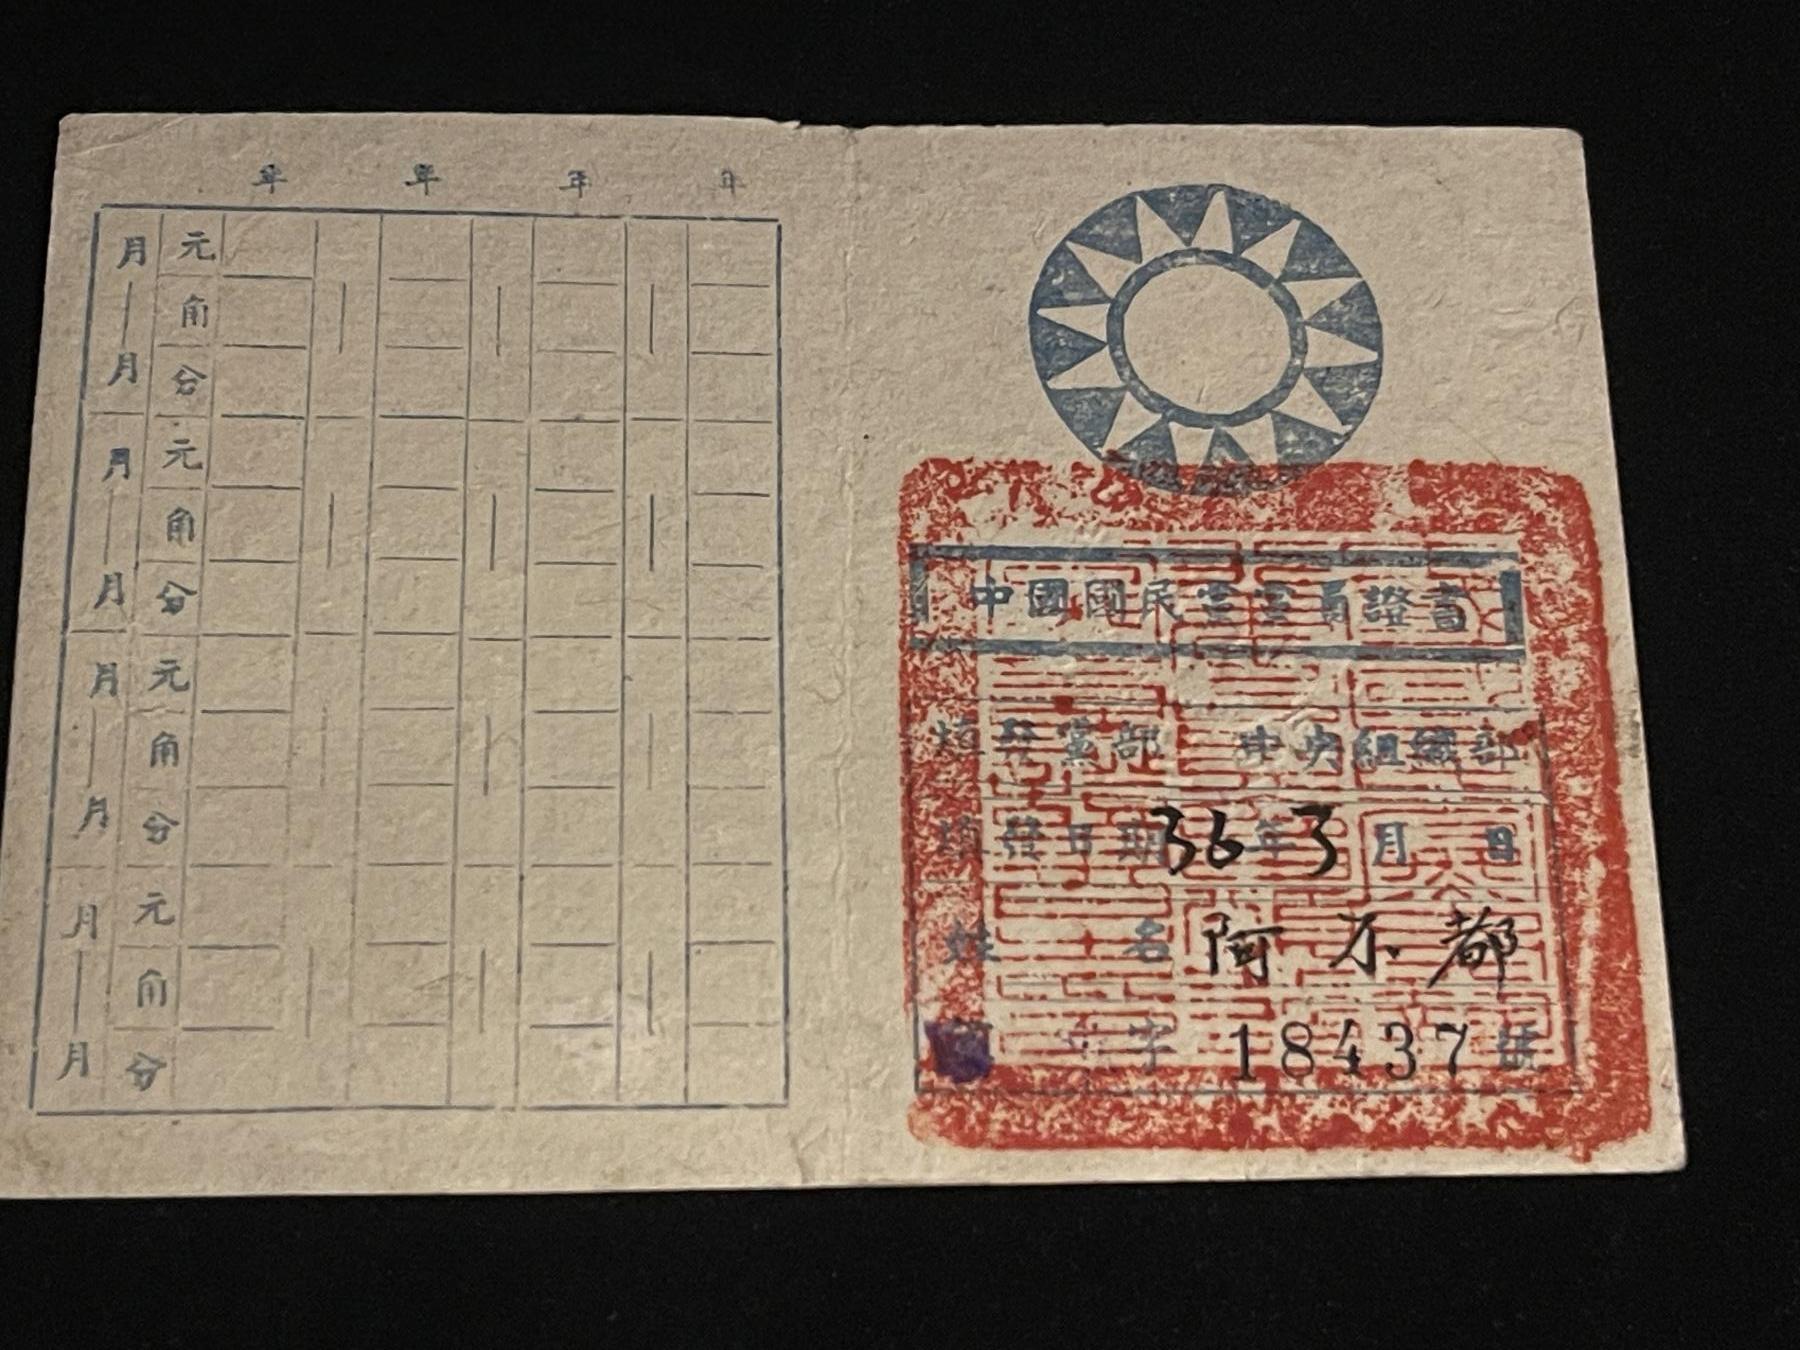 年 年 年 年
月 元
角
月 分
月 元
角
月 分
月 元
角
月 分
月 元
角
月 分
中國國民黨黨員證書
填發黨部 中央組織部
填發日期 36年3月 日
姓名 阿不都
字 18437 號